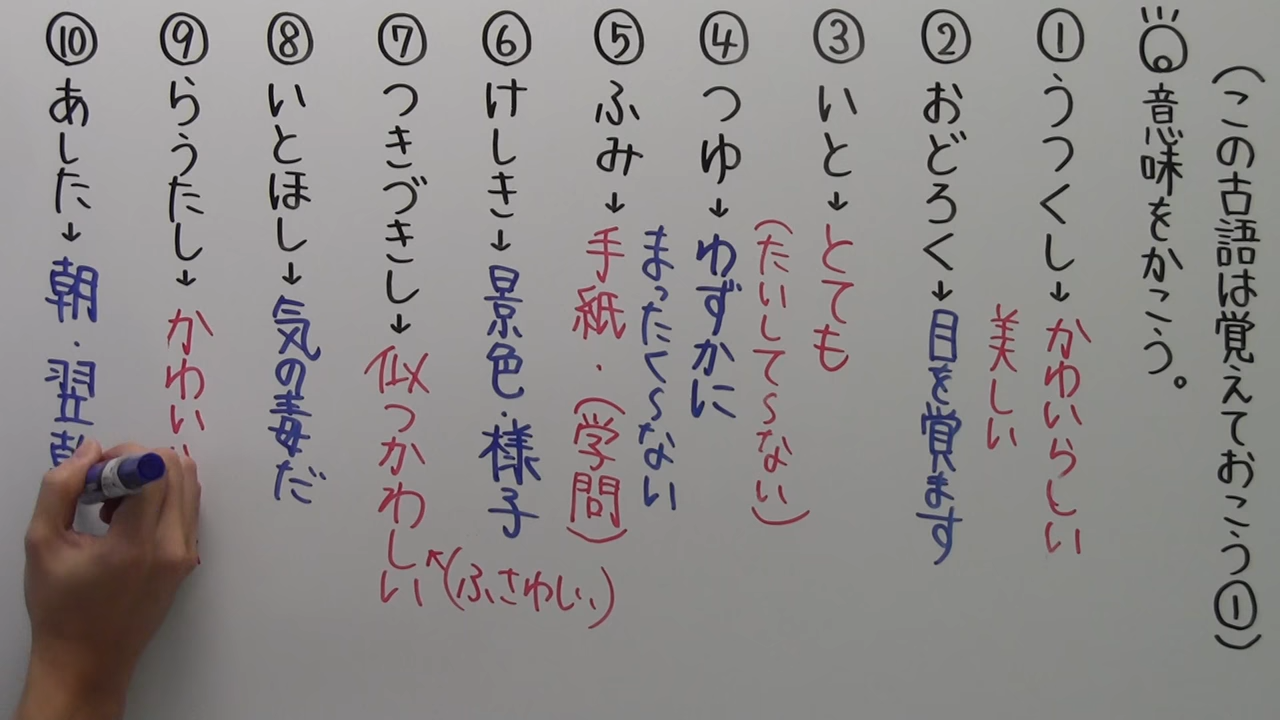 (この古語は覚えておこう①)
意味をかこう。
①うつくし→かわいらしい
美しい
②おどろく→目を覚ます
③いと→とても
(たいして〜ない)
④つゆ→わずかに
まったく〜ない
⑤ふみ→手紙・(学問)
⑥けしき→景色・様子
⑦つきづきし→似つかわしい
(ふさわしい)
⑧いとほし→気の毒だ
⑨らうたし→かわい
⑩あした→朝・翌